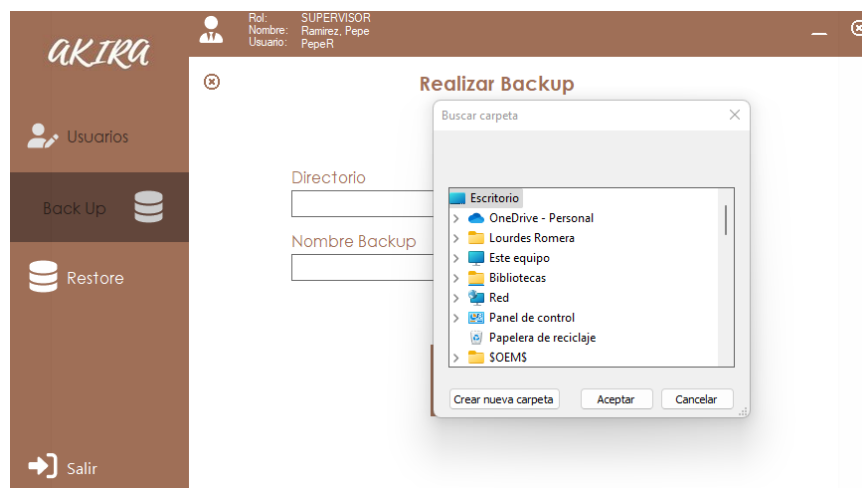 AKIRA
Rol: SUPERVISOR
Nombre: Ramirez, Pepe
Usuario: PepeR
Realizar Backup
Usuarios
Back Up
Restore
Salir
Directorio
Nombre Backup
Buscar carpeta
Escritorio
OneDrive - Personal
Lourdes Romera
Este equipo
Bibliotecas
Red
Panel de control
Papelera de reciclaje
$OEM$
Crear nueva carpeta
Aceptar
Cancelar